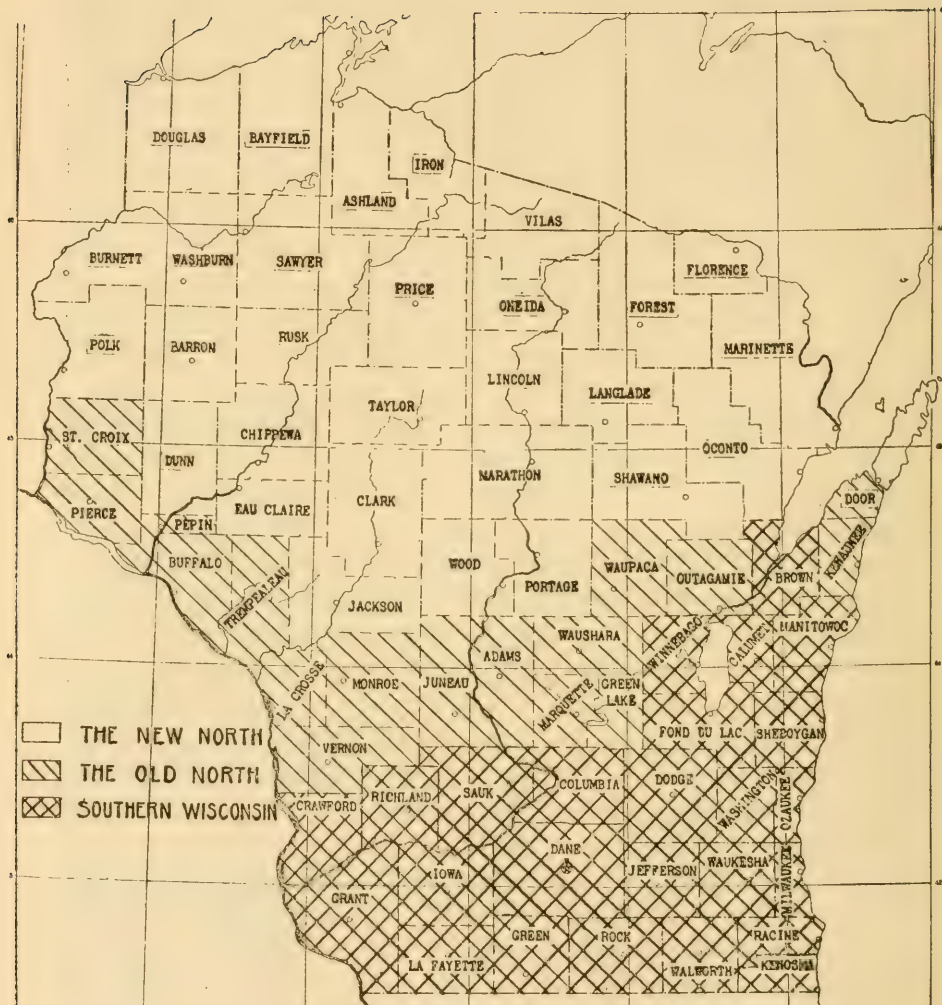 DOUGLAS
BAYFIELD
IRON
ASHLAND
VILAS
BURNETT
WASHBURN
SAWYER
FLORENCE
PRICE
ONEIDA
FOREST
POLK
BARRON
RUSK
MARINETTE
LINCOLN
LANGLADE
TAYLOR
ST. CROIX
CHIPPEWA
OCONTO
DUNN
MARATHON
SHAWANO
CLARK
DOOR
PIERCE
PEPIN
EAU CLAIRE
BUFFALO
WOOD
PORTAGE
WAUPACA
OUTAGAMIE
BROWN
KEWAUNEE
TREMPEALEAU
JACKSON
WAUSHARA
WINNEBAGO
CALUMET
MANITOWOC
LA CROSSE
MONROE
JUNEAU
ADAMS
MARQUETTE
GREEN
LAKE
FOND DU LAC
SHEBOYGAN
VERNON
THE NEW NORTH
THE OLD NORTH
SOUTHERN WISCONSIN
CRAWFORD
RICHLAND
SAUK
COLUMBIA
DODGE
WASHINGTON
OZAUKEE
DANE
JEFFERSON
WAUKESHA
MILWAUKEE
IOWA
GRANT
GREEN
ROCK
RACINE
LA FAYETTE
WALWORTH
KENOSHA